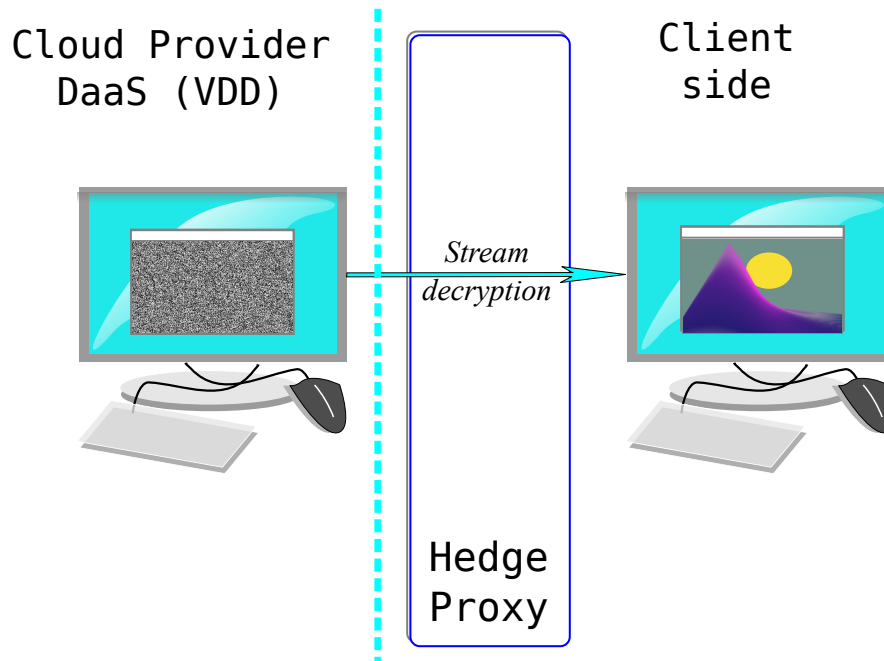 Cloud Provider
DaaS (VDD)
Client
side
Stream
decryption
Hedge
Proxy